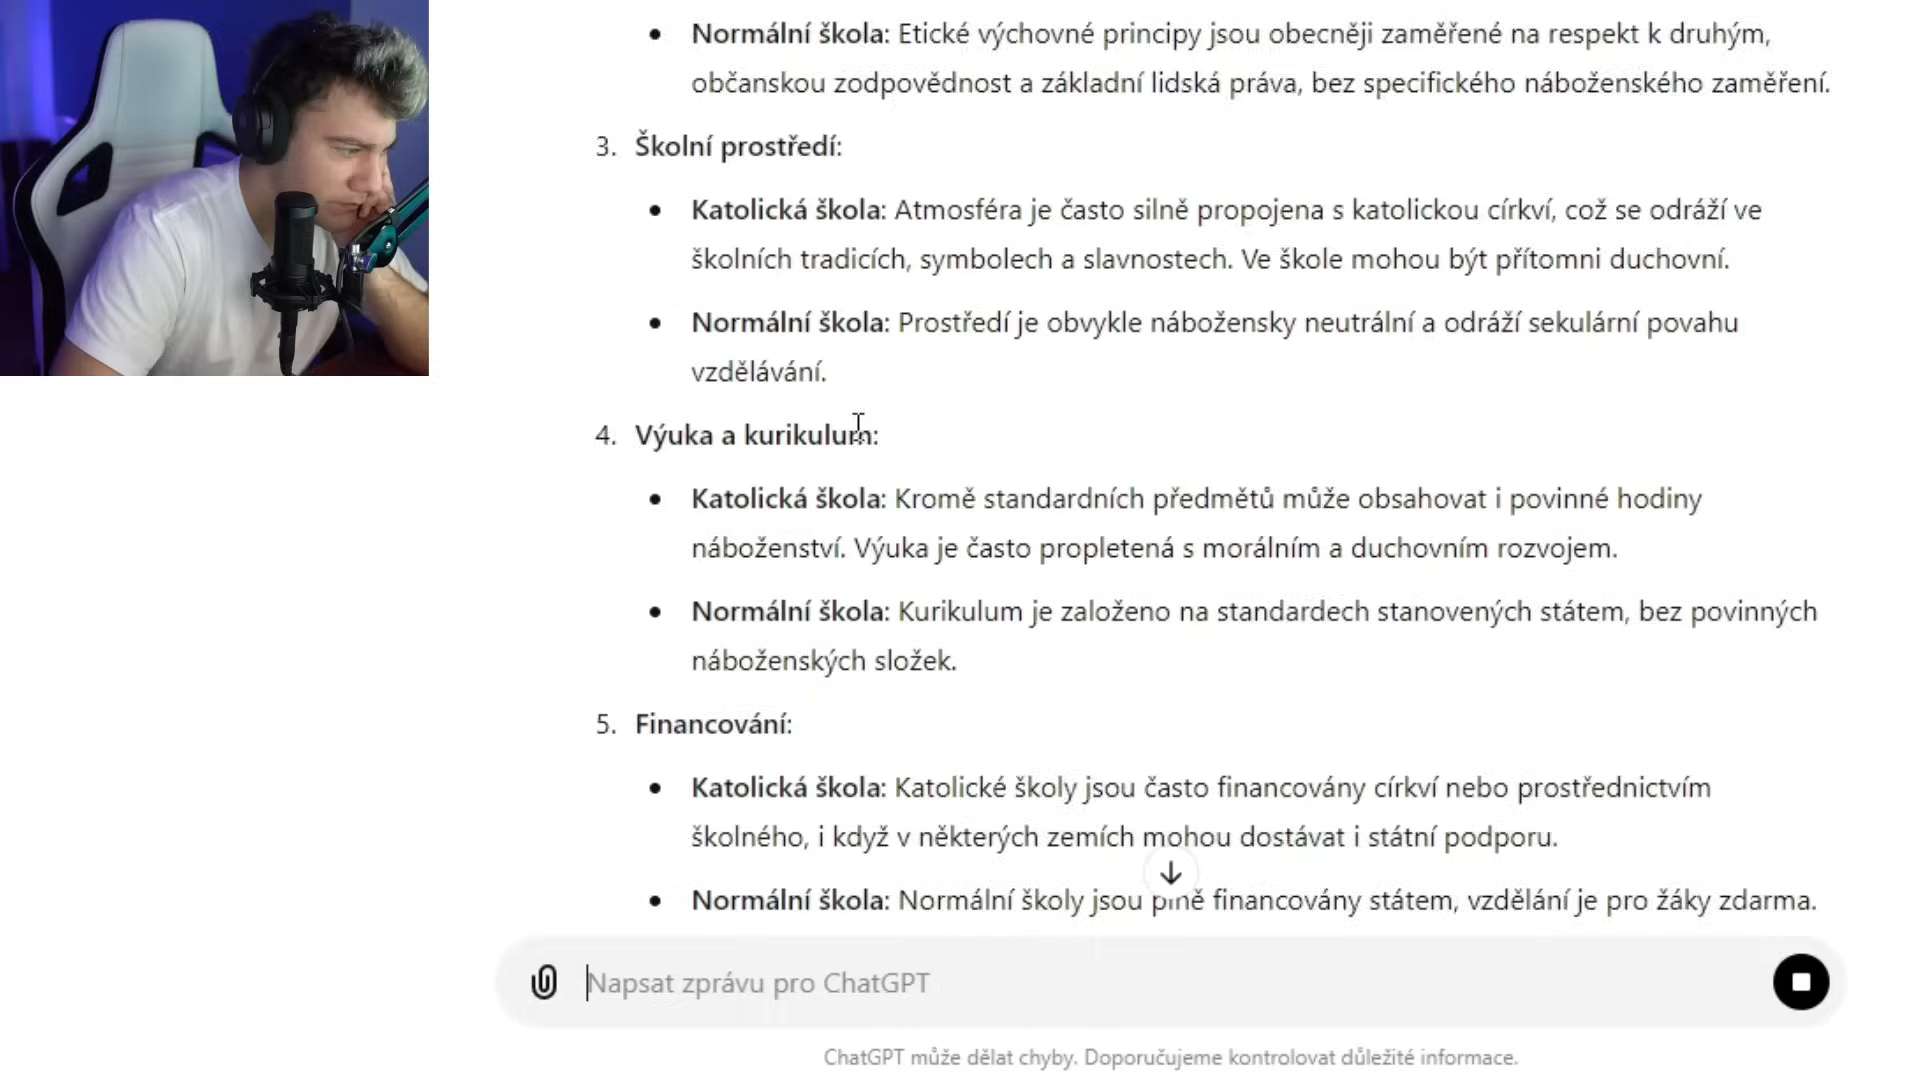 Normální škola: Etické výchovné principy jsou obecněji zaměřené na respekt k druhým,
občanskou zodpovědnost a základní lidská práva, bez specifického náboženského zaměření.
3. Školní prostředí:
Katolická škola: Atmosféra je často silně propojena s katolickou církví, což se odráží ve
školních tradicích, symbolech a slavnostech. Ve škole mohou být přítomni duchovní.
Normální škola: Prostředí je obvykle nábožensky neutrální a odráží sekulární povahu
vzdělávání.
4. Výuka a kurikulum:
Katolická škola: Kromě standardních předmětů může obsahovat i povinné hodiny
náboženství. Výuka je často propletená s morálním a duchovním rozvojem.
Normální škola: Kurikulum je založeno na standardech stanovených státem, bez povinných
náboženských složek.
5. Financování:
Katolická škola: Katolické školy jsou často financovány církví nebo prostřednictvím
školného, i když v některých zemích mohou dostávat i státní podporu.
Normální škola: Normální školy jsou plně financovány státem, vzdělání je pro žáky zdarma.
Napsat zprávu pro ChatGPT
ChatGPT může dělat chyby. Doporučujeme kontrolovat důležité informace.